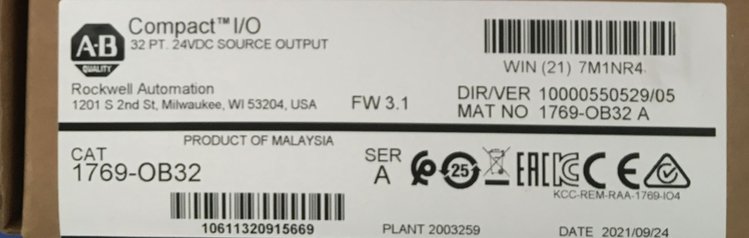 Compact™ I/O
32 PT. 24VDC SOURCE OUTPUT
A-B
QUALITY
WIN (21) 7M1NR4
Rockwell Automation
1201 S 2nd St, Milwaukee, WI 53204, USA
FW 3.1
DIR/VER 10000550529/05
MAT NO 1769-OB32 A
PRODUCT OF MALAYSIA
CAT
1769-OB32
SER
A
25
EAC
CE
KCC-REM-RAA-1769-IO4
10611320915669
PLANT 2003259
DATE 2021/09/24